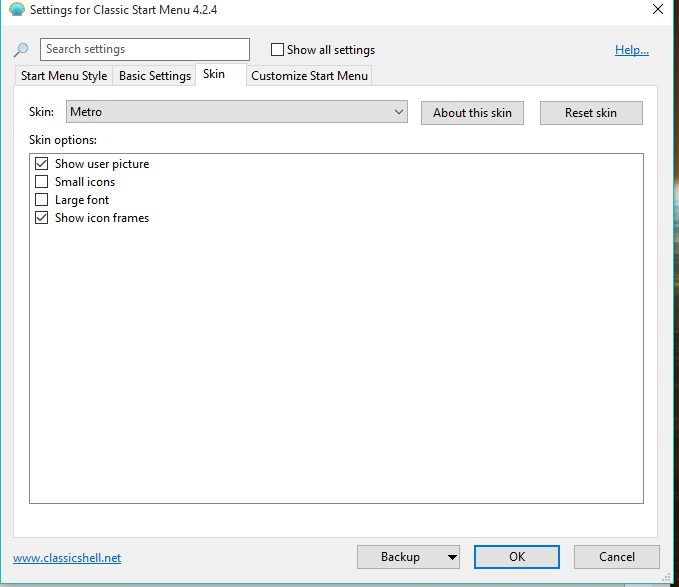 Settings for Classic Start Menu 4.2.4
Search settings
Show all settings
Help...
Start Menu Style
Basic Settings
Skin
Customize Start Menu
Skin:
Metro
About this skin
Reset skin
Skin options:
Show user picture
Small icons
Large font
Show icon frames
www.classicshell.net
Backup
OK
Cancel